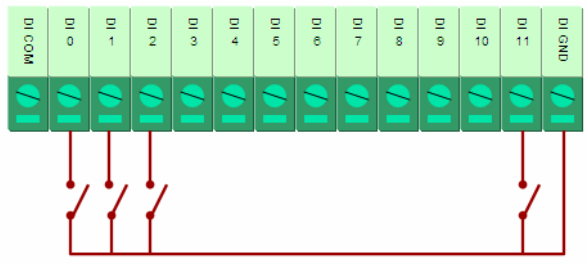 DI COM
DI 0
DI 1
DI 2
DI 3
DI 4
DI 5
DI 6
DI 7
DI 8
DI 9
DI 10
DI 11
DI GND